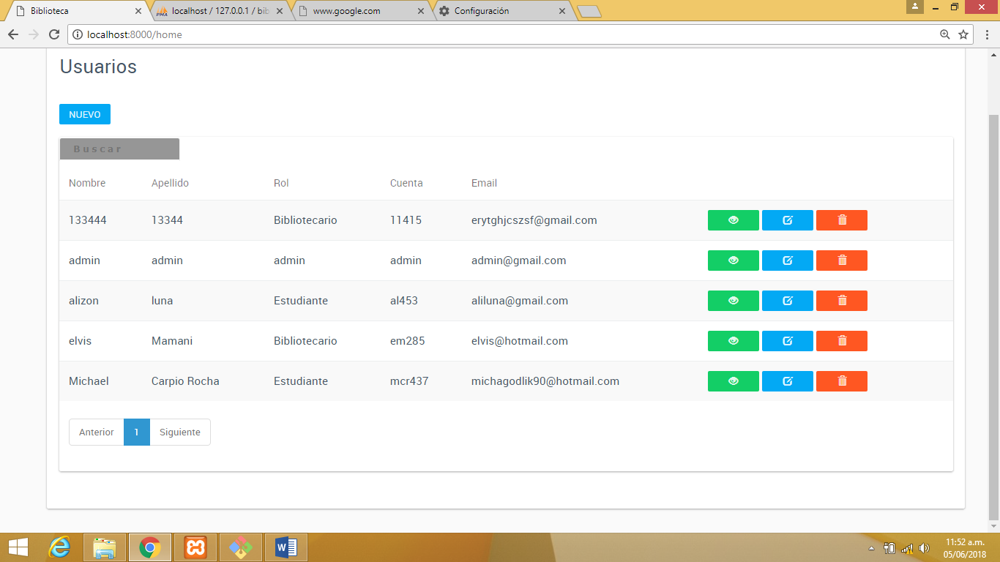 Biblioteca
localhost / 127.0.0.1 / bib
www.google.com
Configuración
localhost:8000/home
Usuarios
NUEVO
Buscar
Nombre Apellido Rol Cuenta Email
133444 13344 Bibliotecario 11415 erytghjcszsf@gmail.com
admin admin admin admin admin@gmail.com
alizon luna Estudiante al453 aliluna@gmail.com
elvis Mamani Bibliotecario em285 elvis@hotmail.com
Michael Carpio Rocha Estudiante mcr437 michagodlik90@hotmail.com
Anterior 1 Siguiente
11:52 a.m.
05/06/2018